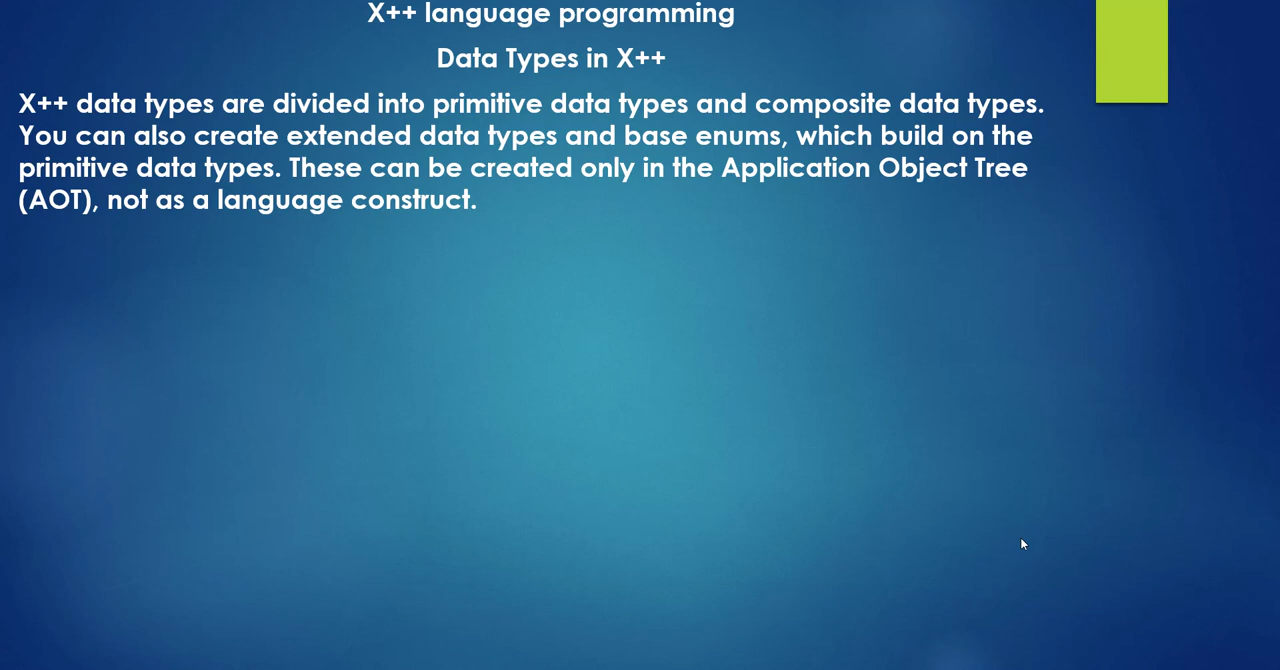 X++ language programming
Data Types in X++
X++ data types are divided into primitive data types and composite data types.
You can also create extended data types and base enums, which build on the
primitive data types. These can be created only in the Application Object Tree
(AOT), not as a language construct.